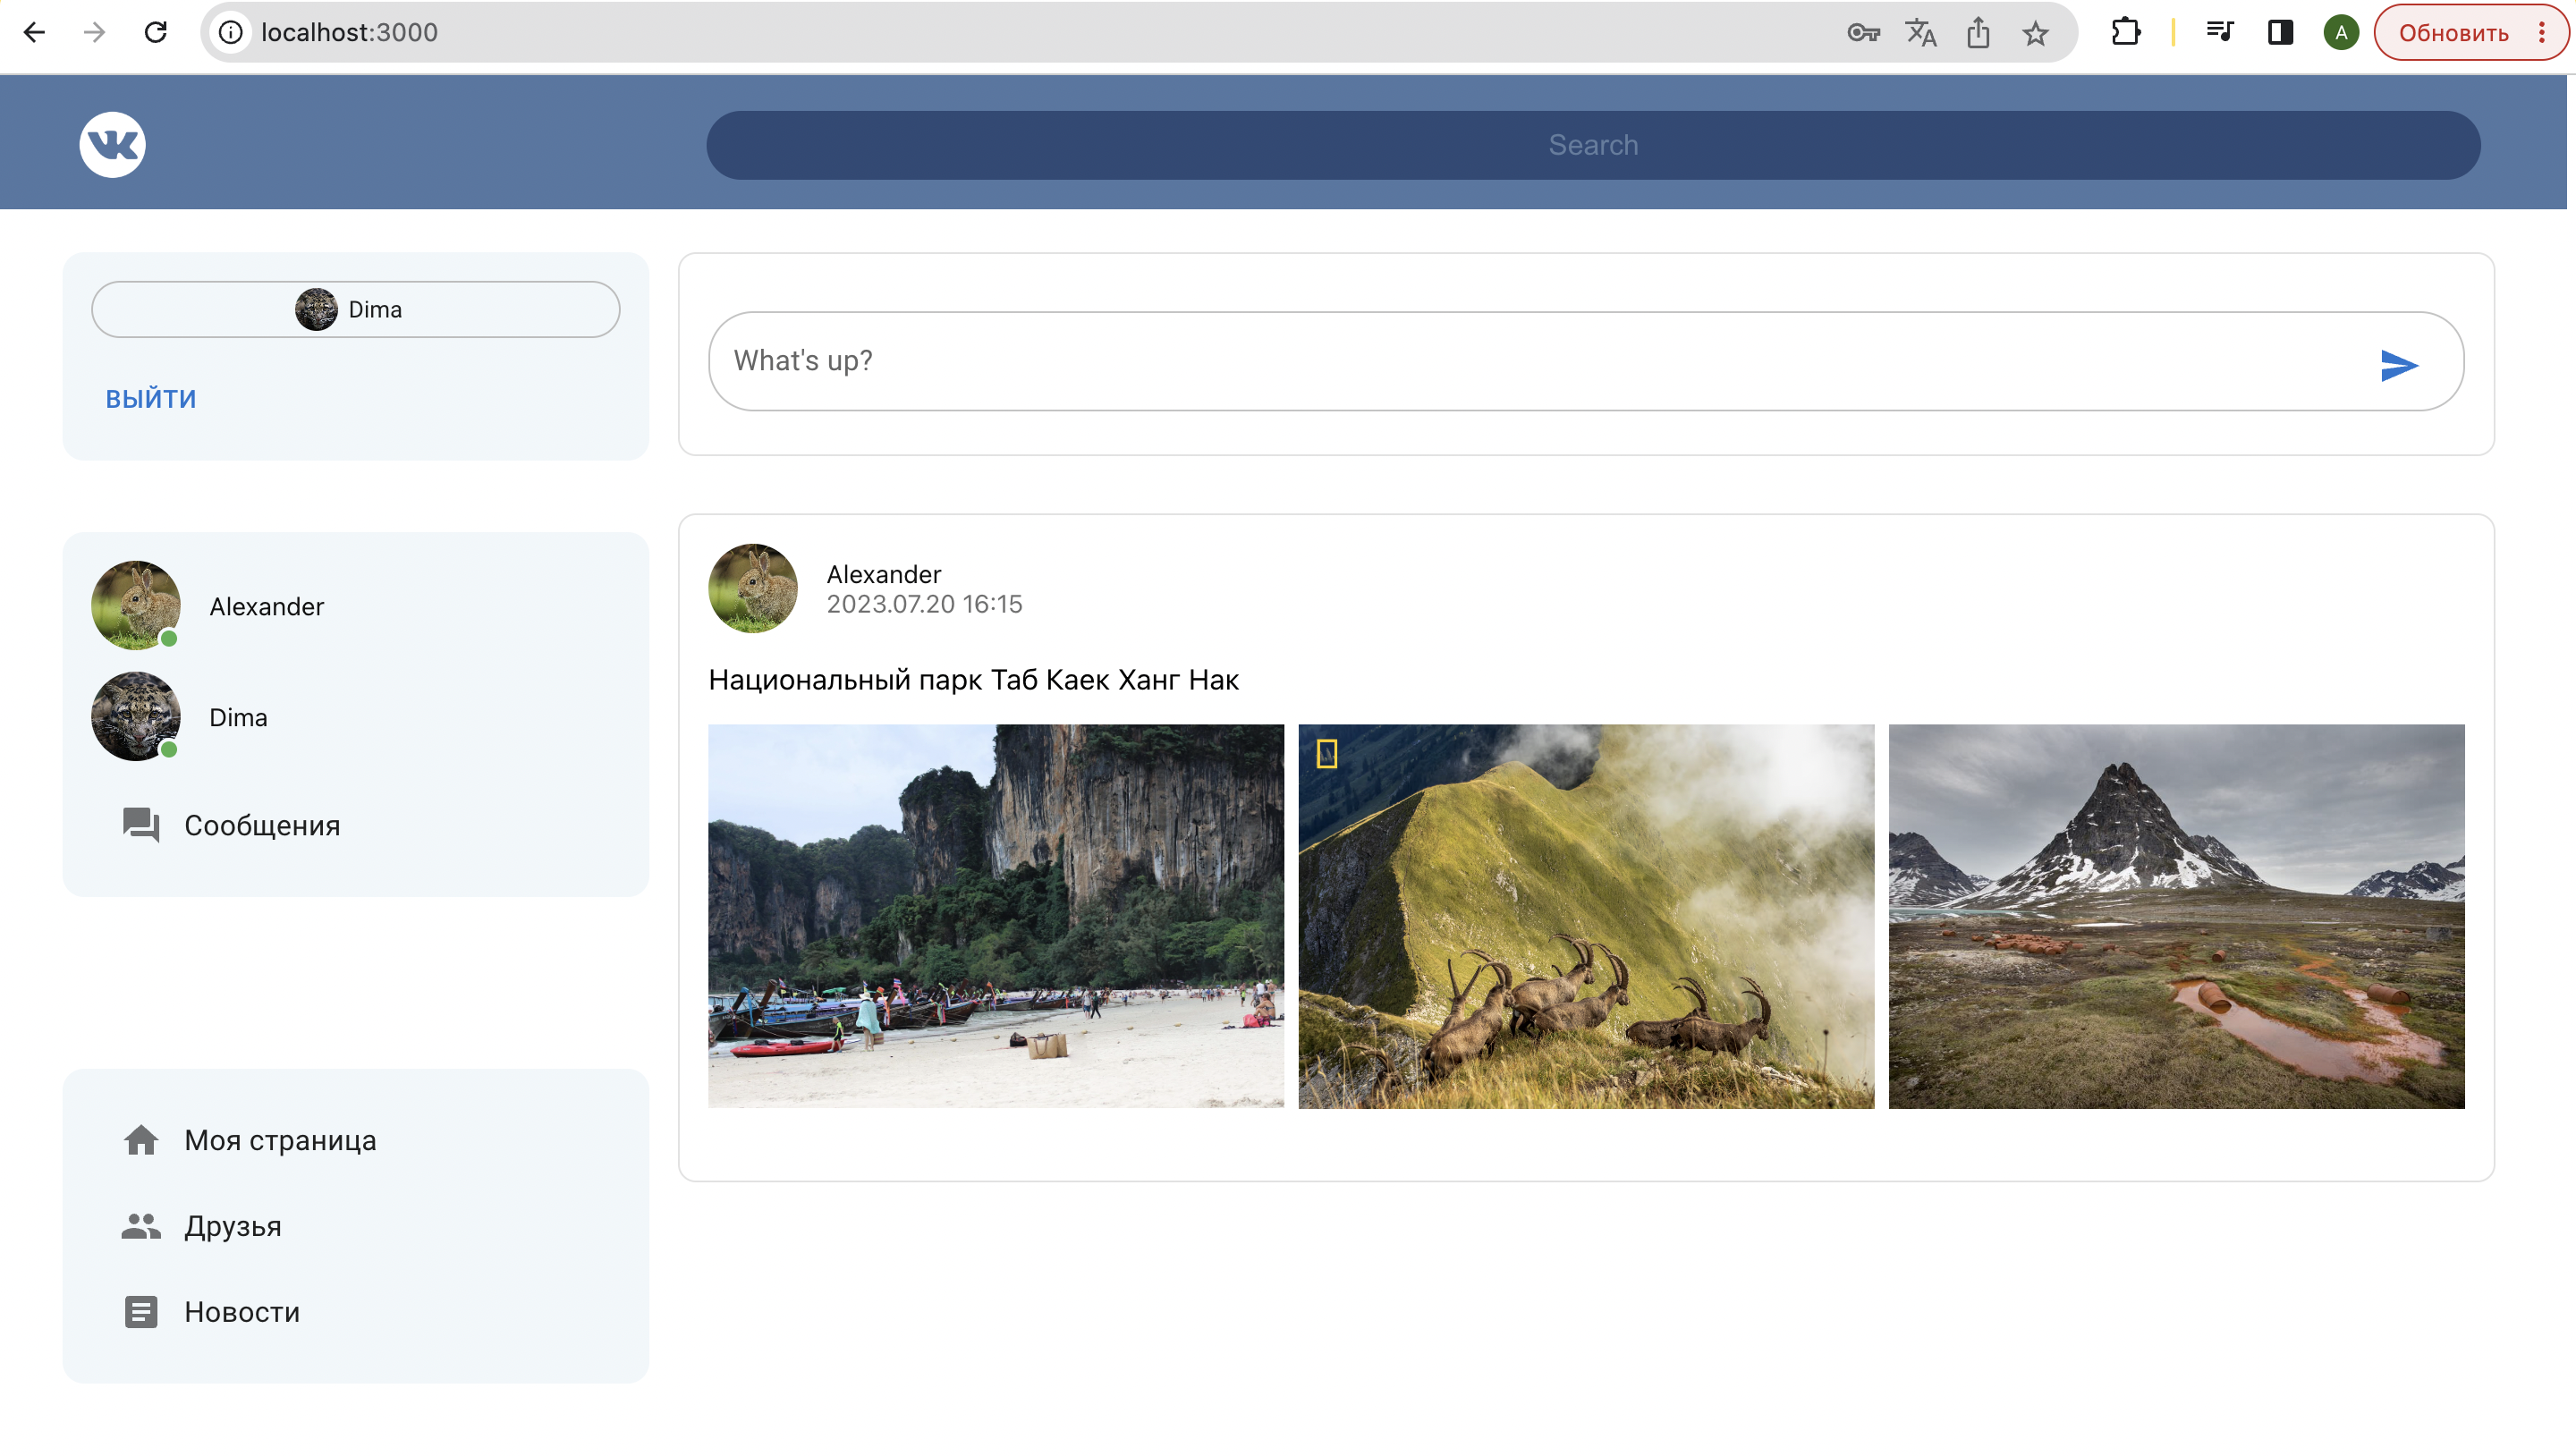 localhost:3000
A
Обновить
Search
Dima
ВЫЙТИ
What's up?
Alexander
Dima
Сообщения
Alexander
2023.07.20 16:15
Национальный парк Таб Каек Ханг Нак
Моя страница
Друзья
Новости